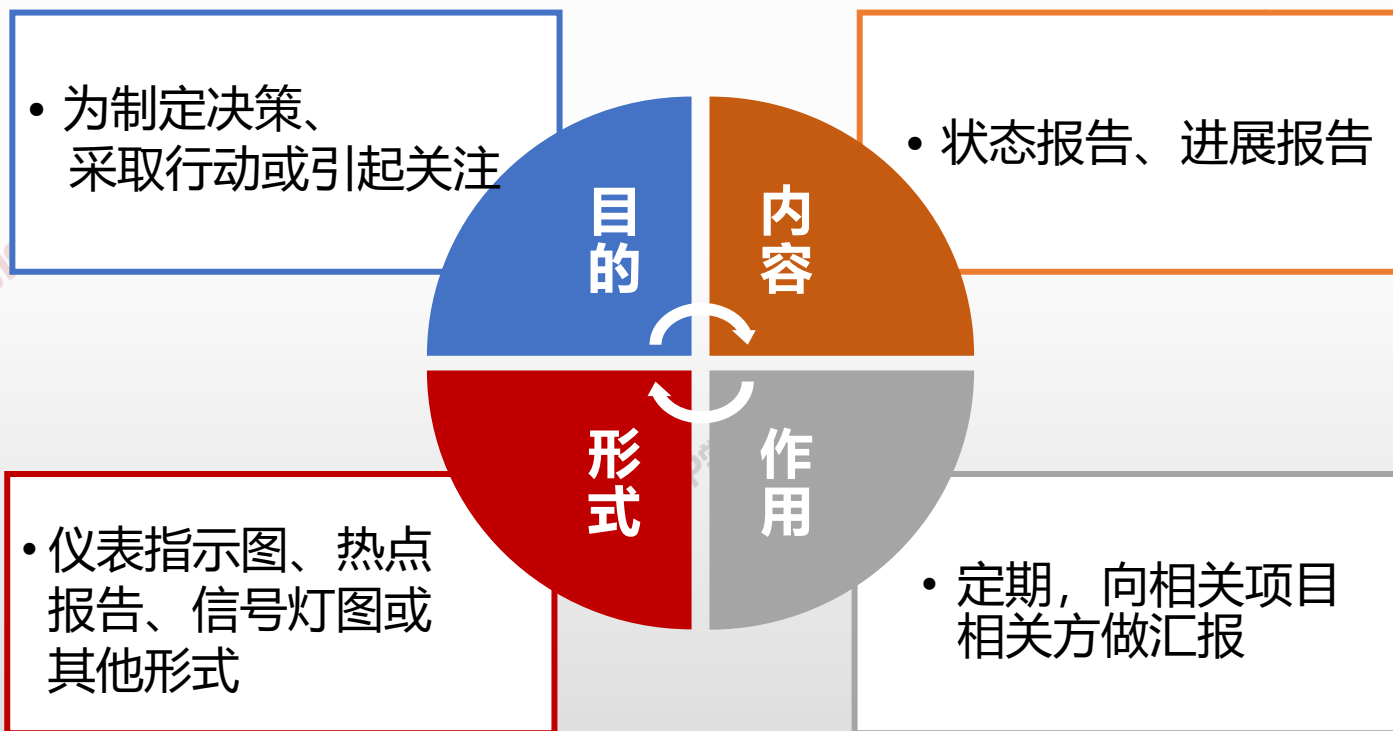 • 为制定决策、
采取行动或引起关注
• 状态报告、进展报告
目的
内容
形式
作用
• 仪表指示图、热点
报告、信号灯图或
其他形式
• 定期，向相关项目
相关方做汇报